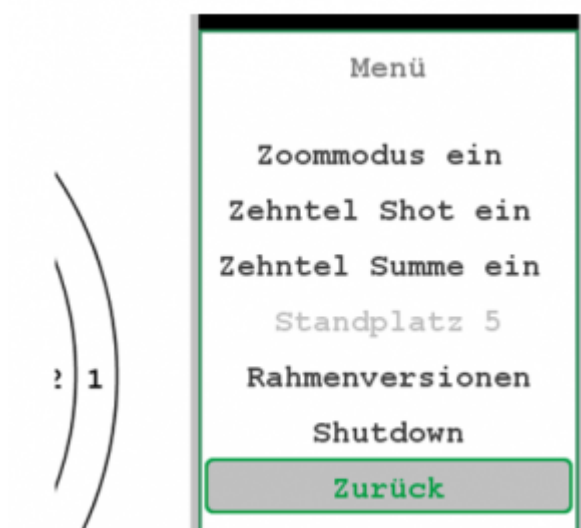 Menü
Zoommodus ein
Zehntel Shot ein
Zehntel Summe ein
Standplatz 5
1
Rahmenversionen
Shutdown
Zurück